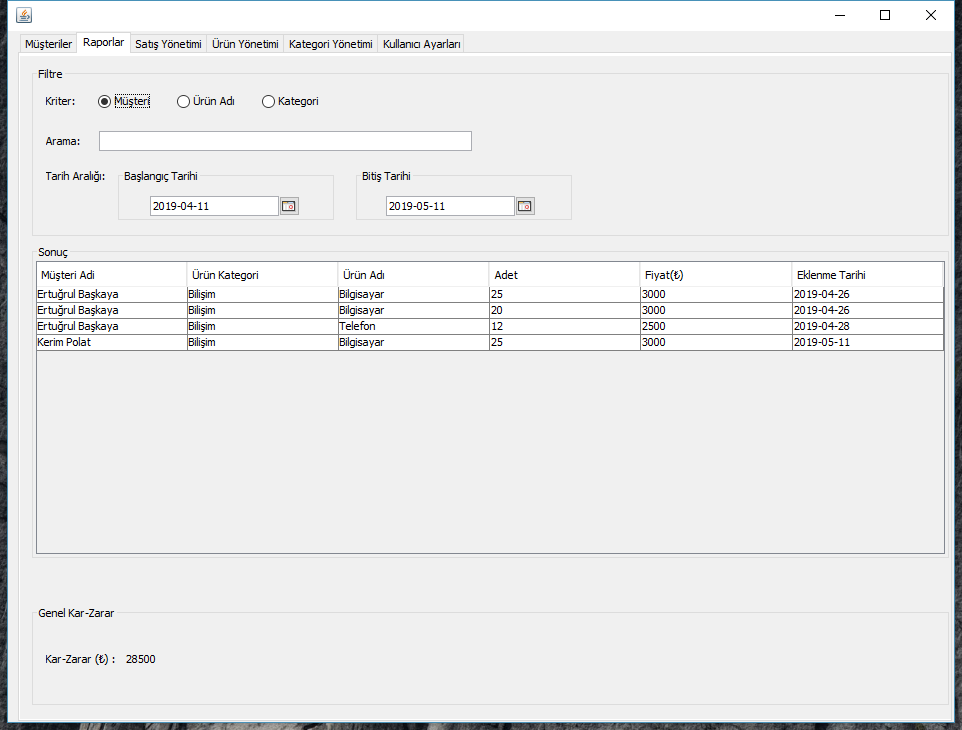 Müşteriler Raporlar Satış Yönetimi Ürün Yönetimi Kategori Yönetimi Kullanıcı Ayarları
Filtre
Kriter: Müşteri Ürün Adı Kategori
Arama:
Tarih Aralığı: Başlangıç Tarihi Bitiş Tarihi
2019-04-11 2019-05-11
Sonuç
Müşteri Adi Ürün Kategori Ürün Adı Adet Fiyat(₺) Eklenme Tarihi
Ertuğrul Başkaya Bilişim Bilgisayar 25 3000 2019-04-26
Ertuğrul Başkaya Bilişim Bilgisayar 20 3000 2019-04-26
Ertuğrul Başkaya Bilişim Telefon 12 2500 2019-04-28
Kerim Polat Bilişim Bilgisayar 25 3000 2019-05-11
Genel Kar-Zarar
Kar-Zarar (₺) : 28500